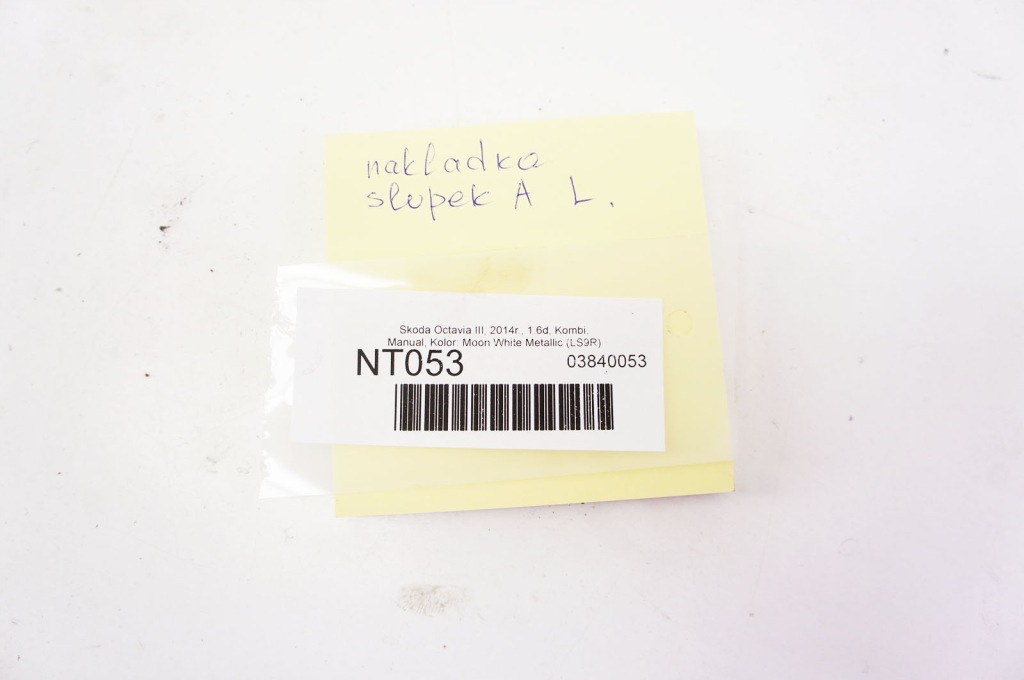 nakladka
slupek A L.
Skoda Octavia III, 2014r., 1.6d, Kombi,
Manual, Kolor: Moon White Metallic (LS9R)
NT053 03840053